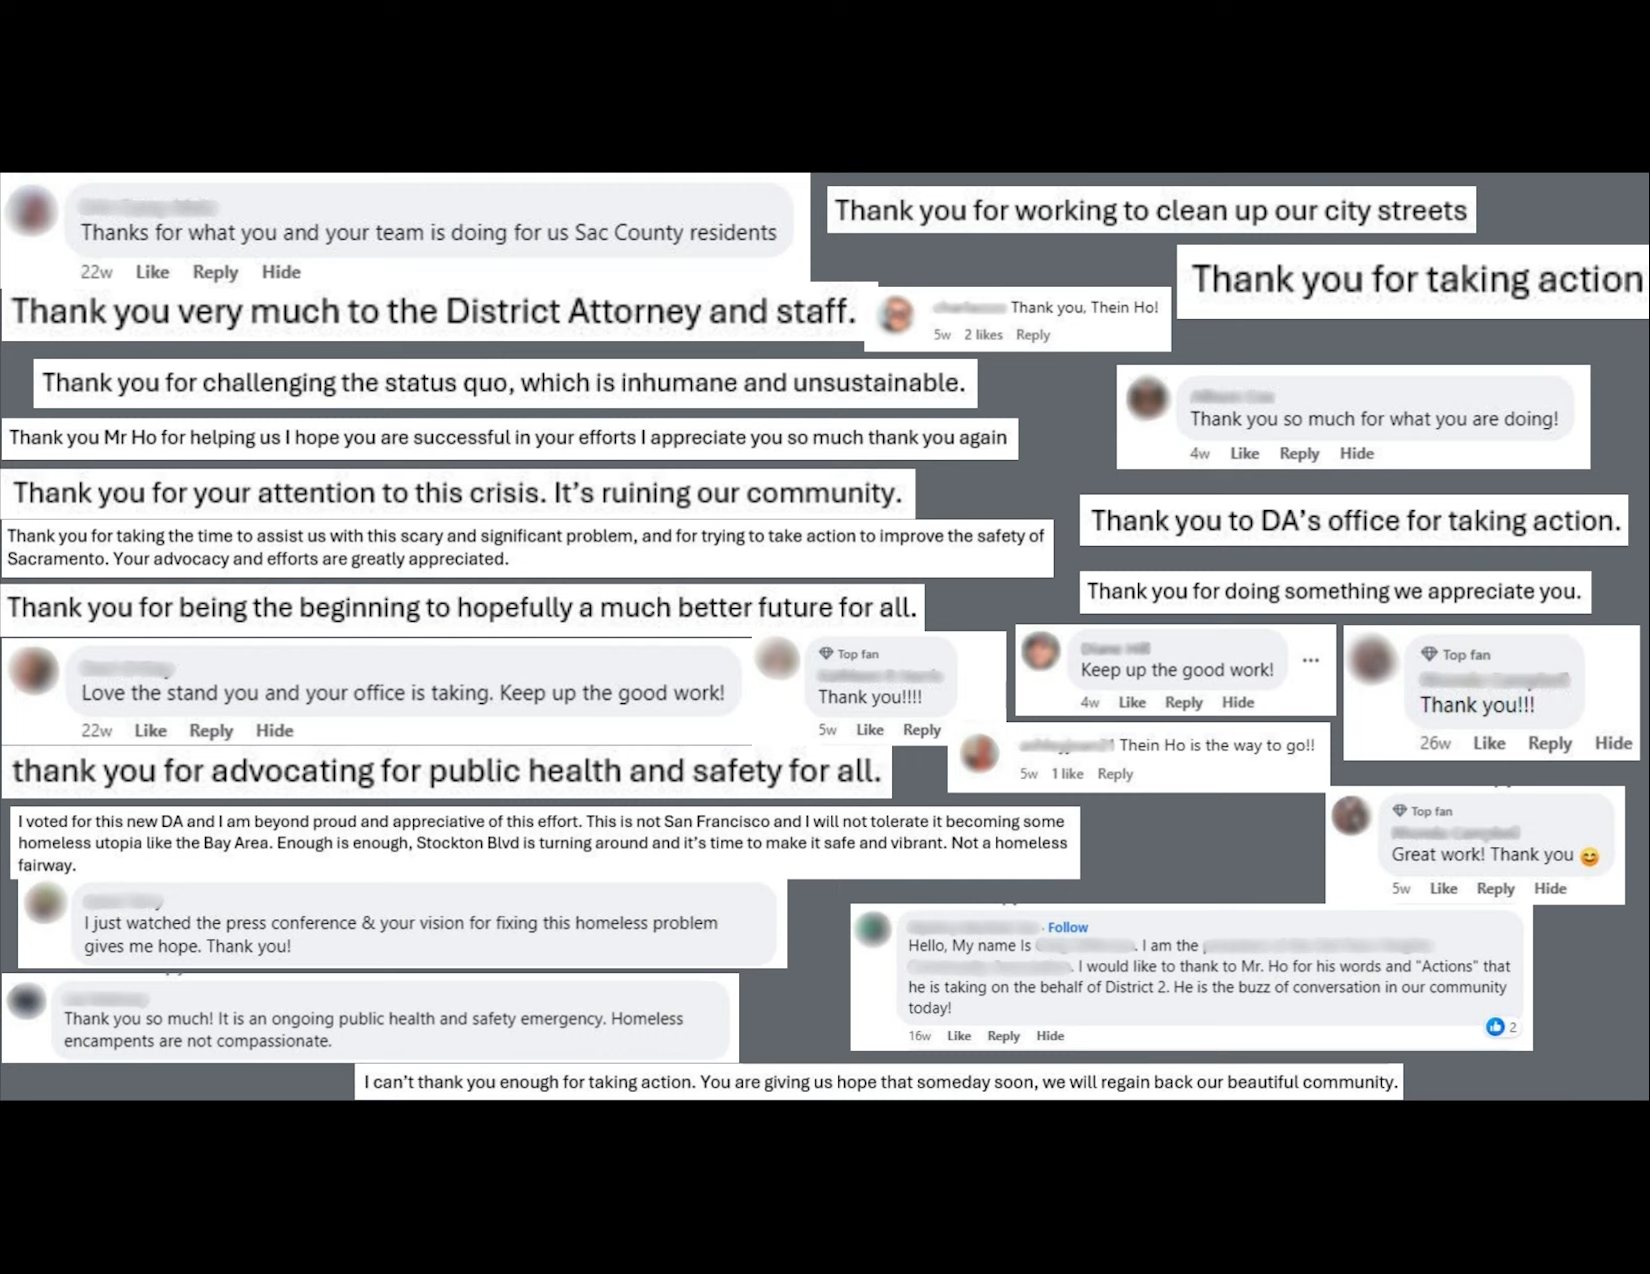 Thanks for what you and your team is doing for us Sac County residents
22w Like Reply Hide
Thank you for working to clean up our city streets
Thank you for taking action
Thank you very much to the District Attorney and staff.
Thank you, Thein Ho!
5w 2 likes Reply
Thank you for challenging the status quo, which is inhumane and unsustainable.
Thank you so much for what you are doing!
4w Like Reply Hide
Thank you Mr Ho for helping us I hope you are successful in your efforts I appreciate you so much thank you again
Thank you for your attention to this crisis. It's ruining our community.
Thank you to DA's office for taking action.
Thank you for taking the time to assist us with this scary and significant problem, and for trying to take action to improve the safety of
Sacramento. Your advocacy and efforts are greatly appreciated.
Thank you for doing something we appreciate you.
Thank you for being the beginning to hopefully a much better future for all.
Love the stand you and your office is taking. Keep up the good work!
22w Like Reply Hide
Top fan
Thank you!!!!
5w Like Reply
Keep up the good work!
4w Like Reply Hide
Top fan
Thank you!!!
26w Like Reply Hide
Thein Ho is the way to go!!
5w 1 like Reply
thank you for advocating for public health and safety for all.
I voted for this new DA and I am beyond proud and appreciative of this effort. This is not San Francisco and I will not tolerate it becoming some
homeless utopia like the Bay Area. Enough is enough, Stockton Blvd is turning around and it's time to make it safe and vibrant. Not a homeless
fairway.
Top fan
Great work! Thank you 😊
5w Like Reply Hide
I just watched the press conference & your vision for fixing this homeless problem
gives me hope. Thank you!
· Follow
Hello, My name Is . I am the
. I would like to thank to Mr. Ho for his words and "Actions" that
he is taking on the behalf of District 2. He is the buzz of conversation in our community
today!
2
16w Like Reply Hide
Thank you so much! It is an ongoing public health and safety emergency. Homeless
encampents are not compassionate.
I can't thank you enough for taking action. You are giving us hope that someday soon, we will regain back our beautiful community.